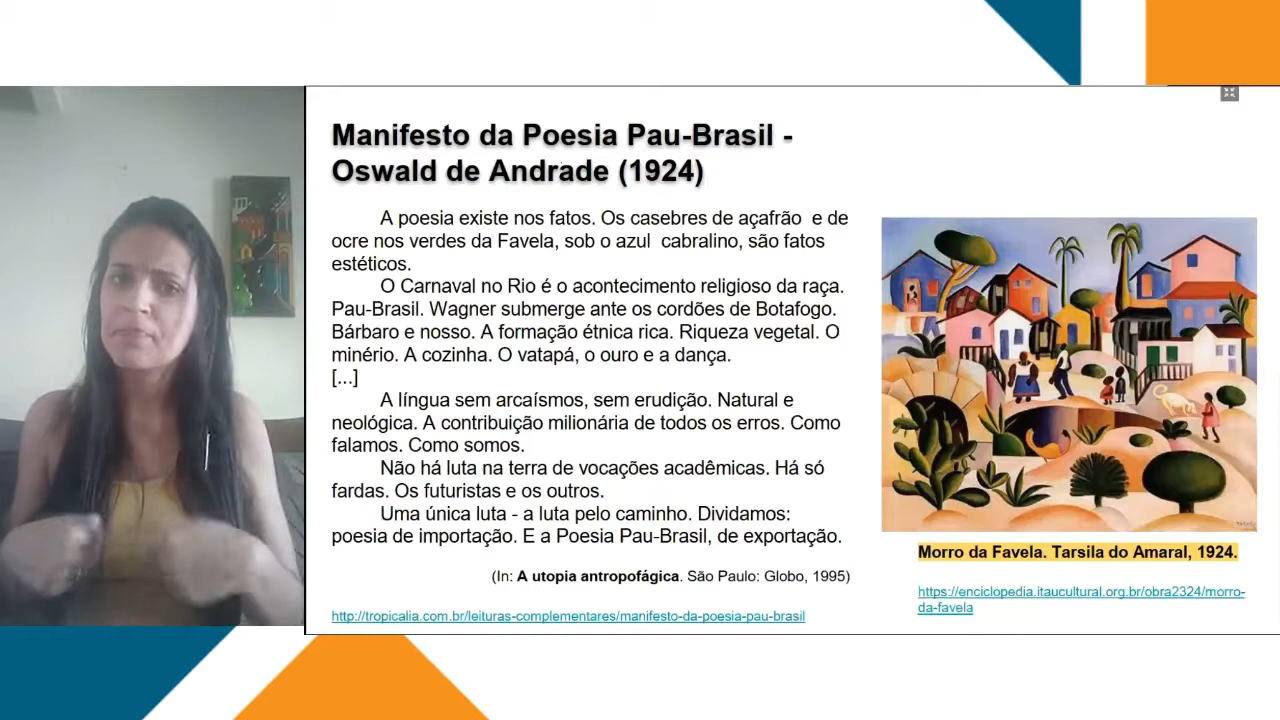 Manifesto da Poesia Pau-Brasil -
Oswald de Andrade (1924)
A poesia existe nos fatos. Os casebres de açafrão e de
ocre nos verdes da Favela, sob o azul cabralino, são fatos
estéticos.
O Carnaval no Rio é o acontecimento religioso da raça.
Pau-Brasil. Wagner submerge ante os cordões de Botafogo.
Bárbaro e nosso. A formação étnica rica. Riqueza vegetal. O
minério. A cozinha. O vatapá, o ouro e a dança.
[...]
A língua sem arcaísmos, sem erudição. Natural e
neológica. A contribuição milionária de todos os erros. Como
falamos. Como somos.
Não há luta na terra de vocações acadêmicas. Há só
fardas. Os futuristas e os outros.
Uma única luta - a luta pelo caminho. Dividamos:
poesia de importação. E a Poesia Pau-Brasil, de exportação.
(In: A utopia antropofágica. São Paulo: Globo, 1995)
http://tropicalia.com.br/leituras-complementares/manifesto-da-poesia-pau-brasil
Morro da Favela. Tarsila do Amaral, 1924.
https://enciclopedia.itaucultural.org.br/obra2324/morro-
da-favela